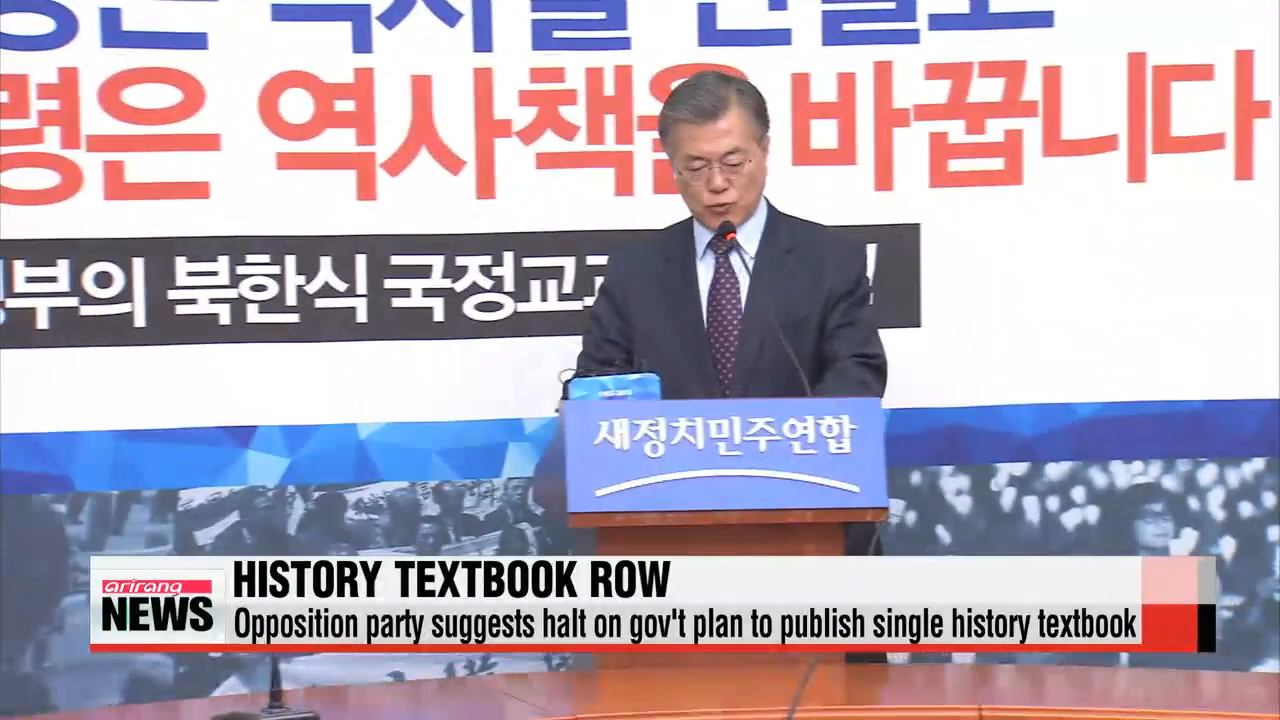 역사책을 바꿉니다
북한식 국정교
새정치민주연합
arirang
NEWS
HISTORY TEXTBOOK ROW
Opposition party suggests halt on gov't plan to publish single history textbook